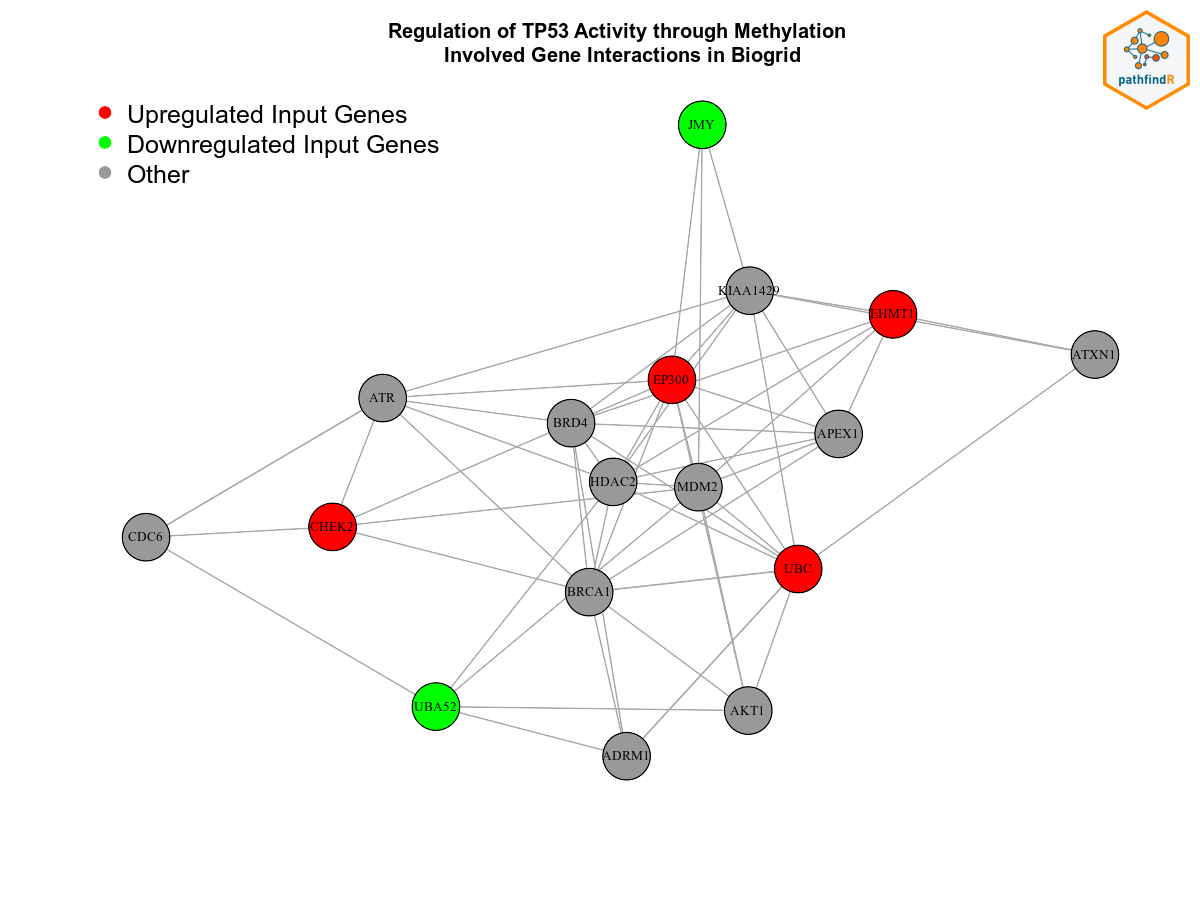 Regulation of TP53 Activity through Methylation
Involved Gene Interactions in Biogrid
pathfindR
Upregulated Input Genes
Downregulated Input Genes
Other
JMY
KIAA1429
EHMT1
ATXN1
EP300
ATR
BRD4
APEX1
HDAC2
MDM2
CHEK2
CDC6
UBC
BRCA1
UBA52
AKT1
ADRM1